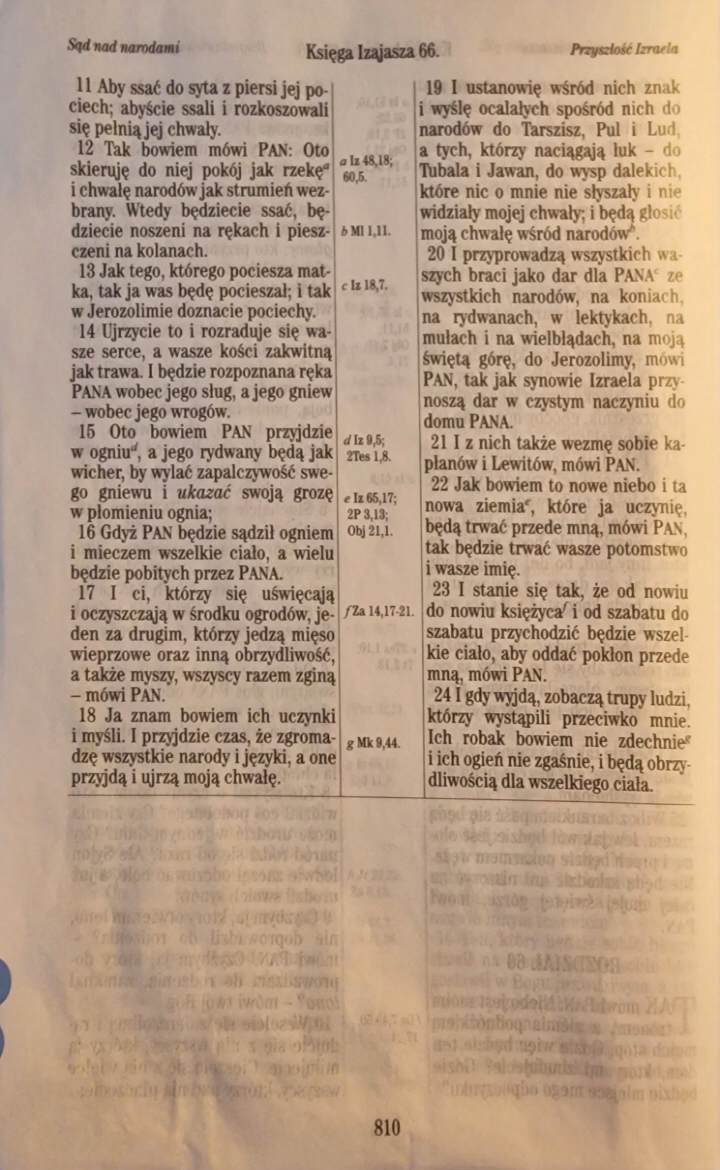 Sąd nad narodami
Księga Izajasza 66.
Przyszłość Izraela
11 Aby ssać do syta z piersi jej po-
ciech; abyście ssali i rozkoszowali
się pełnią jej chwały.
12 Tak bowiem mówi PAN: Oto
skieruję do niej pokój jak rzekęᵃ
i chwałę narodów jak strumień wez-
brany. Wtedy będziecie ssać, bę-
dziecie noszeni na rękach i piesz-
czeni na kolanach.
13 Jak tego, którego pociesza mat-
ka, tak ja was będę pocieszał; i tak
w Jerozolimie doznacie pociechy.
14 Ujrzycie to i rozraduje się wa-
sze serce, a wasze kości zakwitną
jak trawa. I będzie rozpoznana ręka
PANA wobec jego sług, a jego gniew
– wobec jego wrogów.
15 Oto bowiem PAN przyjdzie
w ogniuᵈ, a jego rydwany będą jak
wicher, by wylać zapalczywość swe-
go gniewu i ukazać swoją grozę
w płomieniu ognia;
16 Gdyż PAN będzie sądził ogniem
i mieczem wszelkie ciało, a wielu
będzie pobitych przez PANA.
17 I ci, którzy się uświęcają
i oczyszczają w środku ogrodów, je-
den za drugim, którzy jedzą mięso
wieprzowe oraz inną obrzydliwość,
a także myszy, wszyscy razem zginą
– mówi PAN.
18 Ja znam bowiem ich uczynki
i myśli. I przyjdzie czas, że zgroma-
dzę wszystkie narody i języki, a one
przyjdą i ujrzą moją chwałę.
a Iz 48,18;
60,5.
b Ml 1,11.
c Iz 18,7.
d Iz 9,5;
2Tes 1,8.
e Iz 65,17;
2P 3,13;
Obj 21,1.
f Za 14,17-21.
g Mk 9,44.
19 I ustanowię wśród nich znak
i wyślę ocalałych spośród nich do
narodów do Tarszisz, Pul i Lud,
a tych, którzy naciągają łuk – do
Tubala i Jawan, do wysp dalekich,
które nic o mnie nie słyszały i nie
widziały mojej chwały; i będą głosić
moją chwałę wśród narodówᵇ.
20 I przyprowadzą wszystkich wa-
szych braci jako dar dla PANAᶜ ze
wszystkich narodów, na koniach,
na rydwanach, w lektykach, na
mułach i na wielbłądach, na moją
świętą górę, do Jerozolimy, mówi
PAN, tak jak synowie Izraela przy-
noszą dar w czystym naczyniu do
domu PANA.
21 I z nich także wezmę sobie ka-
płanów i Lewitów, mówi PAN.
22 Jak bowiem to nowe niebo i ta
nowa ziemiaᵉ, które ja uczynię,
będą trwać przede mną, mówi PAN,
tak będzie trwać wasze potomstwo
i wasze imię.
23 I stanie się tak, że od nowiu
do nowiu księżycaᶠ i od szabatu do
szabatu przychodzić będzie wszel-
kie ciało, aby oddać pokłon przede
mną, mówi PAN.
24 I gdy wyjdą, zobaczą trupy ludzi,
którzy wystąpili przeciwko mnie.
Ich robak bowiem nie zdechnieᵍ
i ich ogień nie zgaśnie, i będą obrzy-
dliwością dla wszelkiego ciała.
810